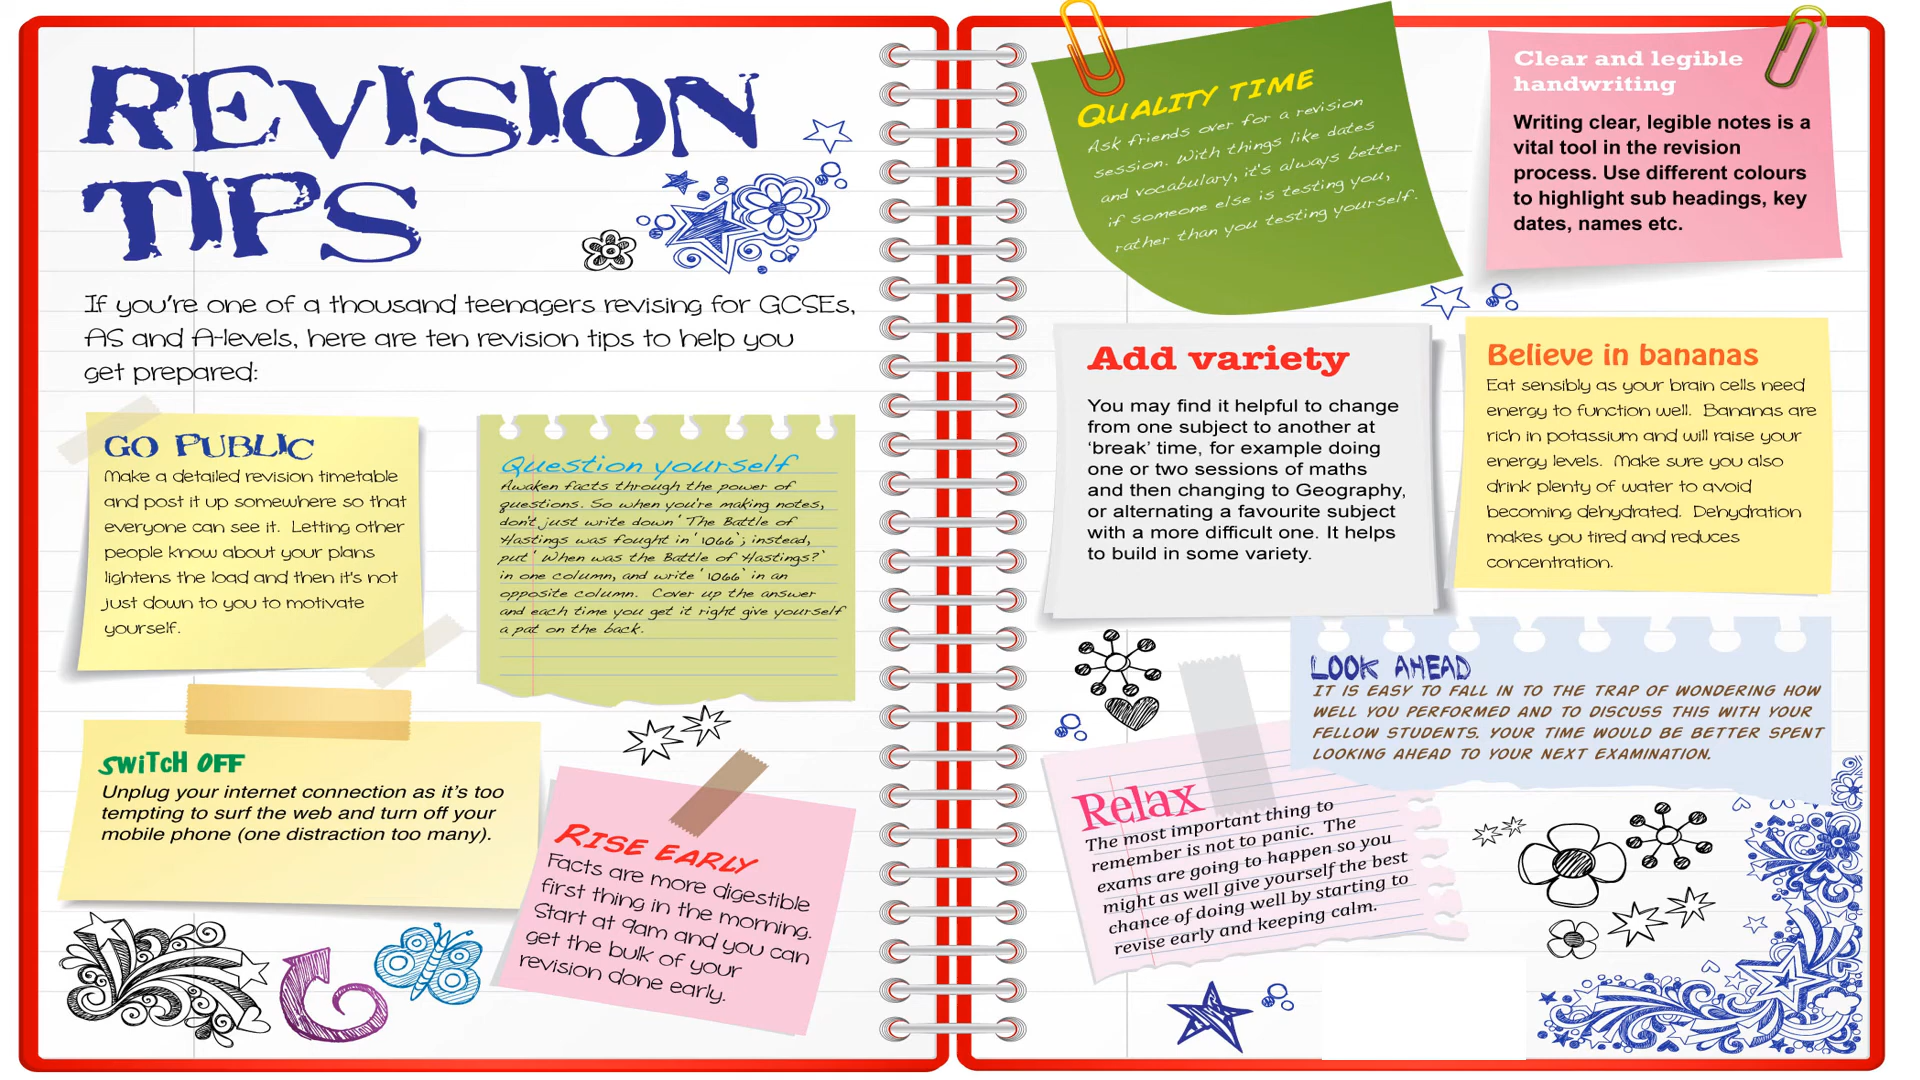 REVISION
TIPS
If you're one of a thousand teenagers revising for GCSEs,
AS and A-levels, here are ten revision tips to help you
get prepared:
GO PUBLIC
Make a detailed revision timetable
and post it up somewhere so that
everyone can see it. Letting other
people know about your plans
lightens the load and then it's not
just down to you to motivate
yourself.
Question yourself
Awaken facts through the power of
questions. So when you're making notes,
don't just write down' The Battle of
Hastings was fought in '1066'; instead,
put' When was the Battle of Hastings?'
in one column, and write '1066' in an
opposite column. Cover up the answer
and each time you get it right give yourself
a pat on the back.
SWiTcH OFF
Unplug your internet connection as it's too
tempting to surf the web and turn off your
mobile phone (one distraction too many).
RISE EARLY
Facts are more digestible
first thing in the morning.
Start at 9am and you can
get the bulk of your
revision done early.
QUALITY TIME
Ask friends over for a revision
session. With things like dates
and vocabulary, it's always better
if someone else is testing you,
rather than you testing yourself.
Clear and legible
handwriting
Writing clear, legible notes is a
vital tool in the revision
process. Use different colours
to highlight sub headings, key
dates, names etc.
Add variety
You may find it helpful to change
from one subject to another at
‘break’ time, for example doing
one or two sessions of maths
and then changing to Geography,
or alternating a favourite subject
with a more difficult one. It helps
to build in some variety.
Believe in bananas
Eat sensibly as your brain cells need
energy to function well. Bananas are
rich in potassium and will raise your
energy levels. Make sure you also
drink plenty of water to avoid
becoming dehydrated. Dehydration
makes you tired and reduces
concentration.
LOOK AHEAD
IT IS EASY TO FALL IN TO THE TRAP OF WONDERING HOW
WELL YOU PERFORMED AND TO DISCUSS THIS WITH YOUR
FELLOW STUDENTS. YOUR TIME WOULD BE BETTER SPENT
LOOKING AHEAD TO YOUR NEXT EXAMINATION.
Relax
The most important thing to
remember is not to panic. The
exams are going to happen so you
might as well give yourself the best
chance of doing well by starting to
revise early and keeping calm.